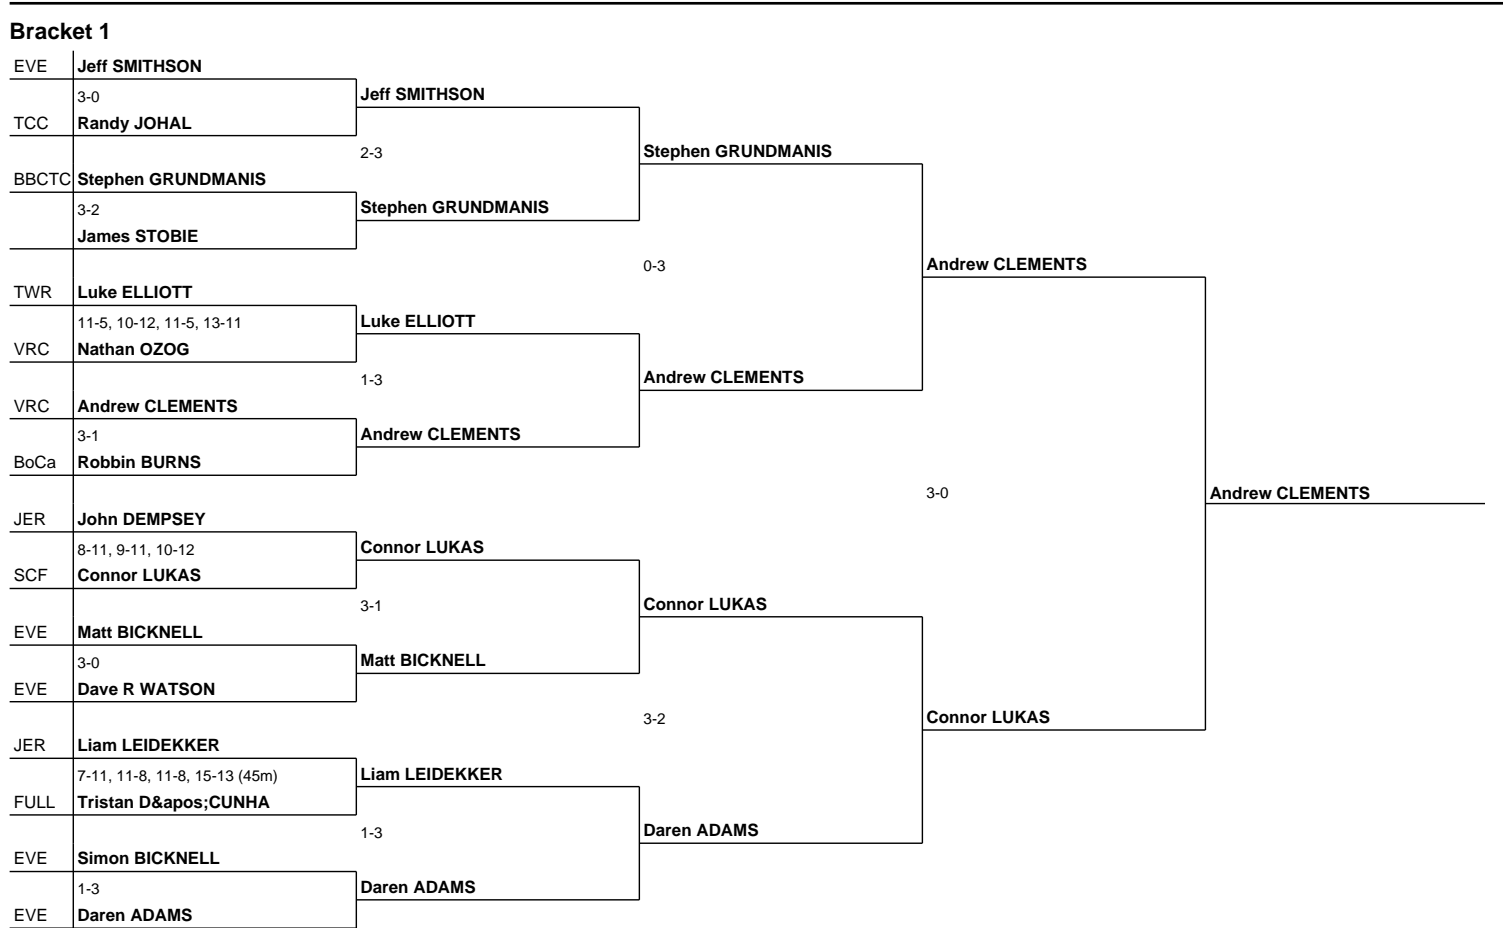 Bracket 1
EVE Jeff SMITHSON
3-0 Jeff SMITHSON
TCC Randy JOHAL
2-3 Stephen GRUNDMANIS
BBCTC Stephen GRUNDMANIS
3-2 Stephen GRUNDMANIS
James STOBIE
0-3 Andrew CLEMENTS
TWR Luke ELLIOTT
11-5, 10-12, 11-5, 13-11 Luke ELLIOTT
VRC Nathan OZOG
1-3 Andrew CLEMENTS
VRC Andrew CLEMENTS
3-1 Andrew CLEMENTS
BoCa Robbin BURNS
3-0 Andrew CLEMENTS
JER John DEMPSEY
8-11, 9-11, 10-12 Connor LUKAS
SCF Connor LUKAS
3-1 Connor LUKAS
EVE Matt BICKNELL
3-0 Matt BICKNELL
EVE Dave R WATSON
3-2 Connor LUKAS
JER Liam LEIDEKKER
7-11, 11-8, 11-8, 15-13 (45m) Liam LEIDEKKER
FULL Tristan D&apos;CUNHA
1-3 Daren ADAMS
EVE Simon BICKNELL
1-3 Daren ADAMS
EVE Daren ADAMS